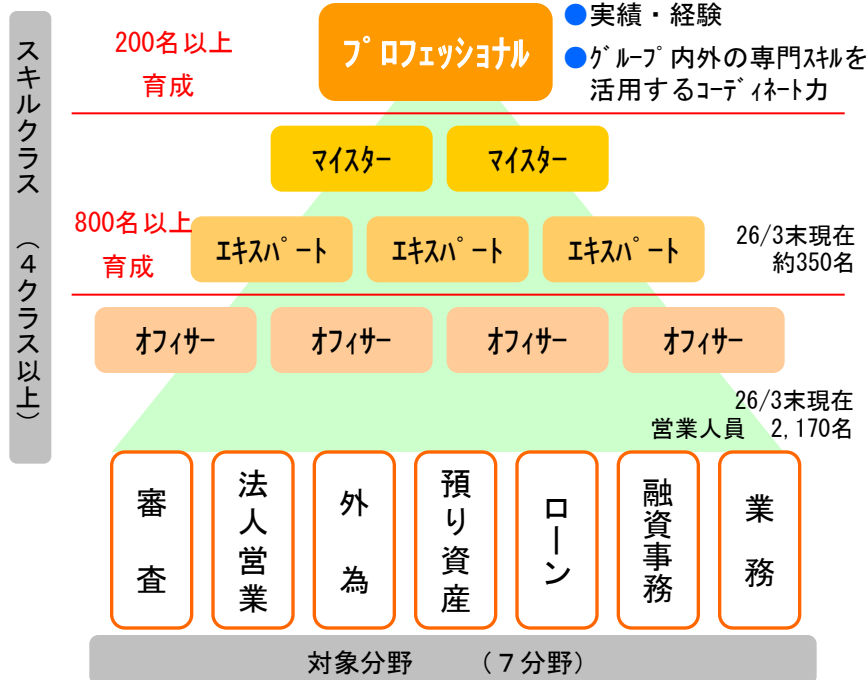 スキルクラス （４クラス以上）
200名以上
育成
プロフェッショナル
●実績・経験
●グループ内外の専門スキルを
活用するコーディネート力
マイスター
マイスター
800名以上
育成
エキスパート
エキスパート
エキスパート
26/3末現在
約350名
オフィサー
オフィサー
オフィサー
オフィサー
26/3末現在
営業人員 2,170名
審査
法人営業
外為
預り資産
ローン
融資事務
業務
対象分野 （７分野）